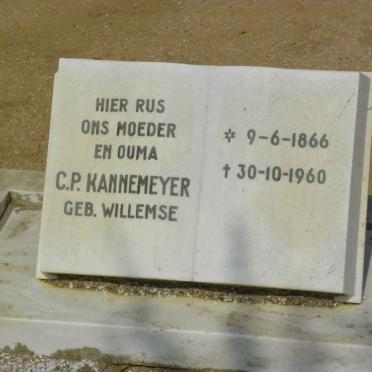 HIER RUS
ONS MOEDER
EN OUMA
C.P. KANNEMEYER
GEB. WILLEMSE
* 9-6-1866
† 30-10-1960